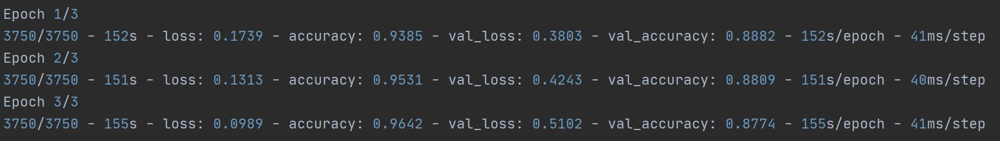 Epoch 1/3
3750/3750 - 152s - loss: 0.1739 - accuracy: 0.9385 - val_loss: 0.3803 - val_accuracy: 0.8882 - 152s/epoch - 41ms/step
Epoch 2/3
3750/3750 - 151s - loss: 0.1313 - accuracy: 0.9531 - val_loss: 0.4243 - val_accuracy: 0.8809 - 151s/epoch - 40ms/step
Epoch 3/3
3750/3750 - 155s - loss: 0.0989 - accuracy: 0.9642 - val_loss: 0.5102 - val_accuracy: 0.8774 - 155s/epoch - 41ms/step